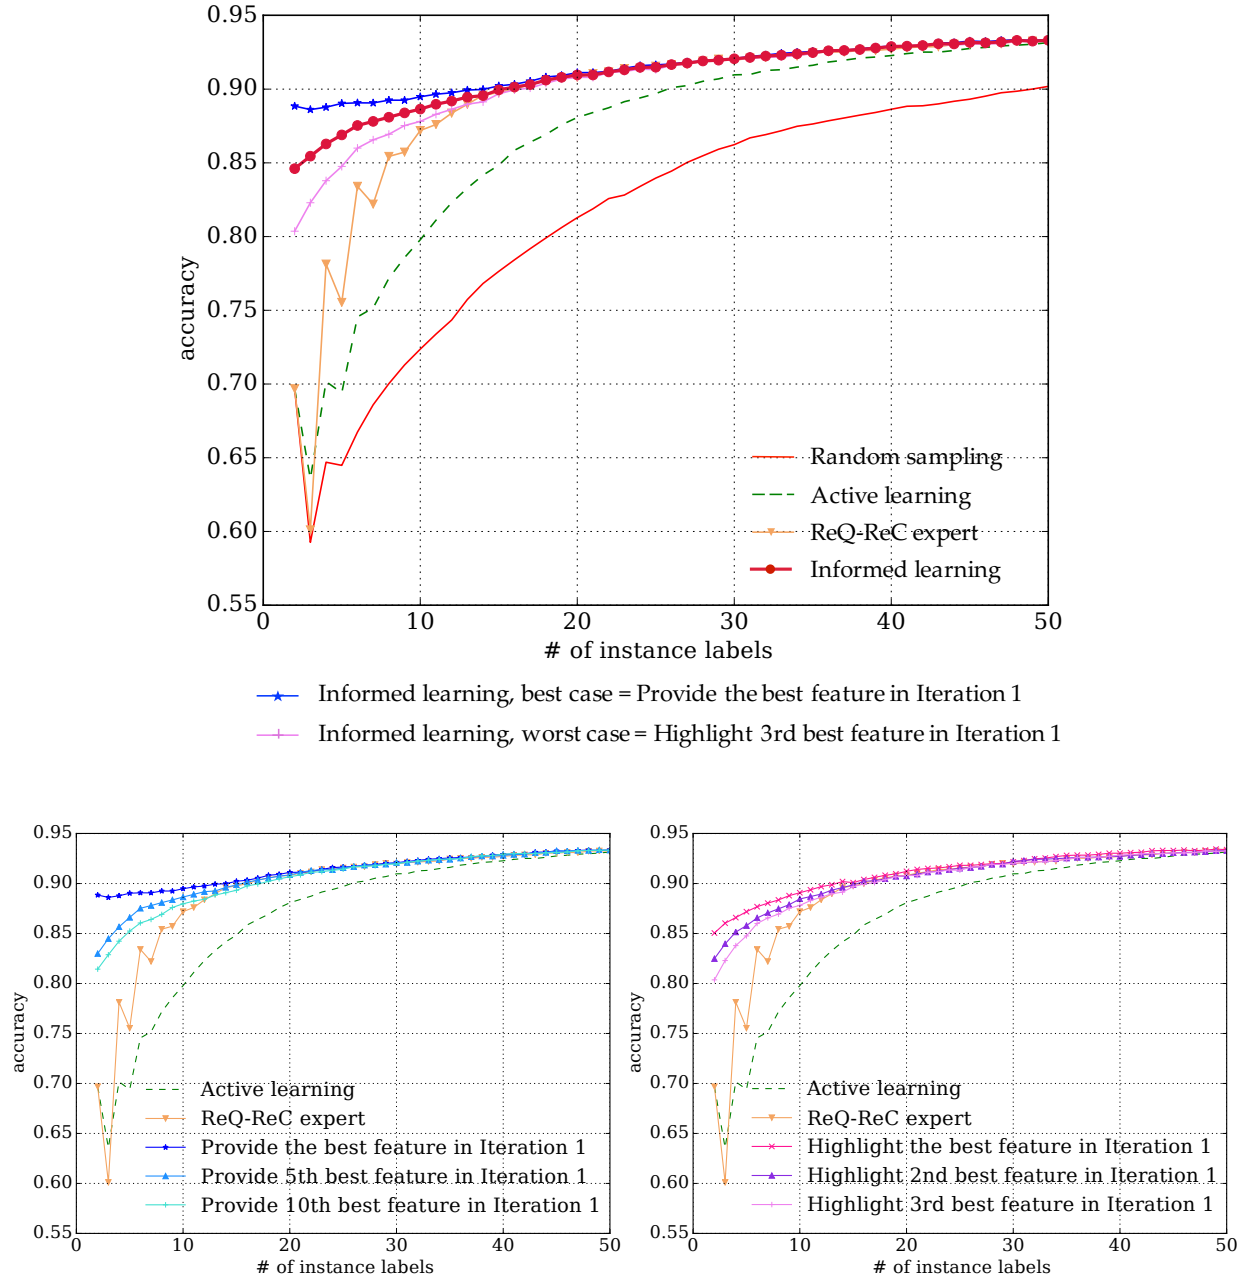 0.95
0.90
0.85
0.80
0.75
0.70
0.65
0.60
0.55
accuracy
Random sampling
Active learning
ReQ-ReC expert
Informed learning
0 10 20 30 40 50
# of instance labels
Informed learning, best case = Provide the best feature in Iteration 1
Informed learning, worst case = Highlight 3rd best feature in Iteration 1
0.95
0.90
0.85
0.80
0.75
0.70
0.65
0.60
0.55
accuracy
Active learning
ReQ-ReC expert
Provide the best feature in Iteration 1
Provide 5th best feature in Iteration 1
Provide 10th best feature in Iteration 1
0 10 20 30 40 50
# of instance labels
0.95
0.90
0.85
0.80
0.75
0.70
0.65
0.60
0.55
accuracy
Active learning
ReQ-ReC expert
Highlight the best feature in Iteration 1
Highlight 2nd best feature in Iteration 1
Highlight 3rd best feature in Iteration 1
0 10 20 30 40 50
# of instance labels